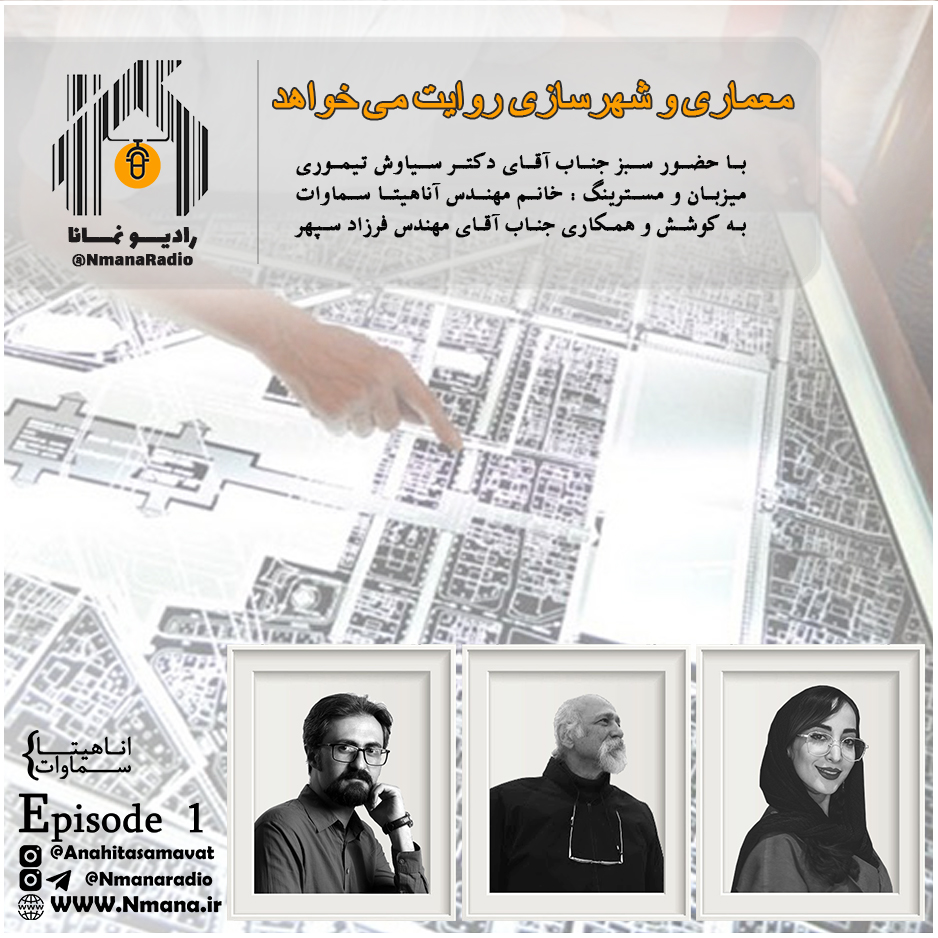 معماری و شهرسازی روایت می‌خواهد
با حضور سبز جناب آقای دکتر سیاوش تیموری
میزبان و مسترینگ : خانم مهندس آناهیتا سماوات
به کوشش و همکاری جناب آقای مهندس فرزاد سپهر
رادیو نمانا
@NmanaRadio
اناهیتا
سماوات
Episode 1
@Anahitasamavat
@Nmanaradio
WWW.Nmana.ir